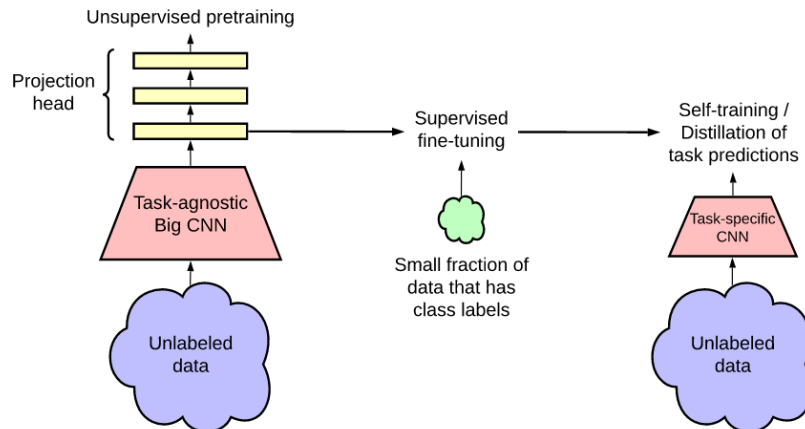 Unsupervised pretraining
Projection
head
Task-agnostic
Big CNN
Unlabeled
data
Supervised
fine-tuning
Small fraction of
data that has
class labels
Self-training /
Distillation of
task predictions
Task-specific
CNN
Unlabeled
data